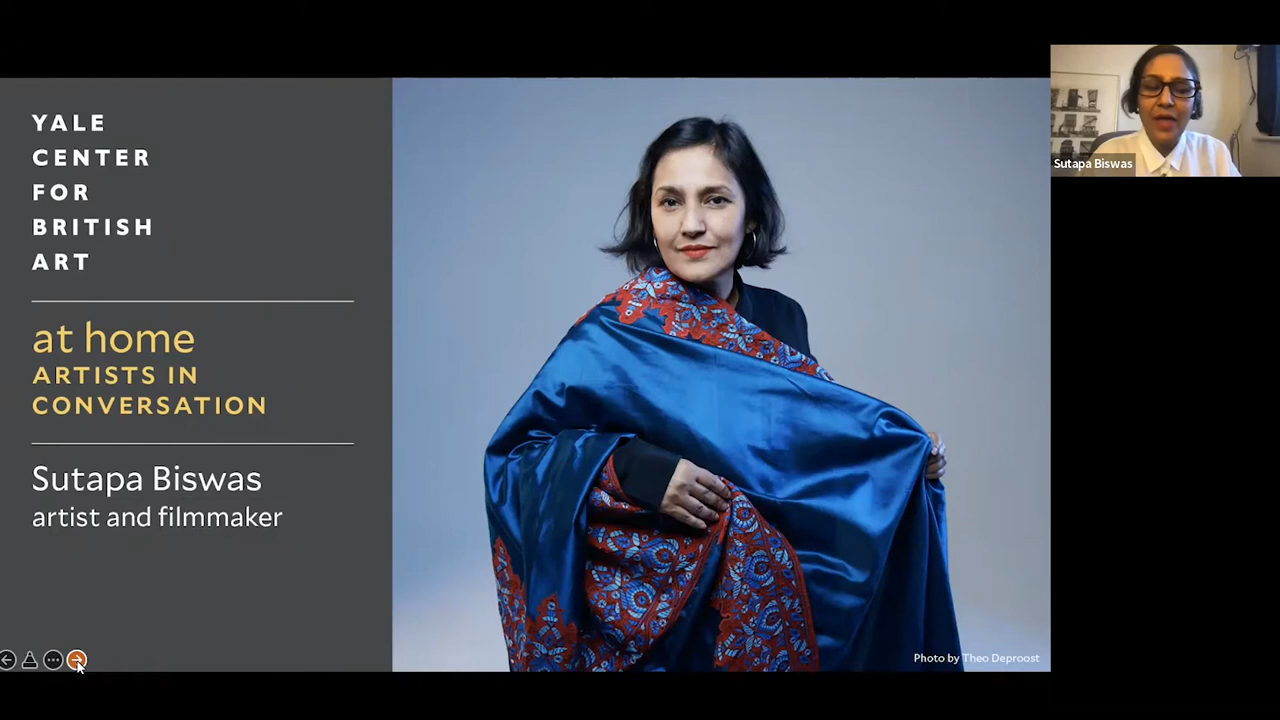 YALE
CENTER
FOR
BRITISH
ART
at home
ARTISTS IN
CONVERSATION
Sutapa Biswas
artist and filmmaker
Photo by Theo Deproost
Sutapa Biswas